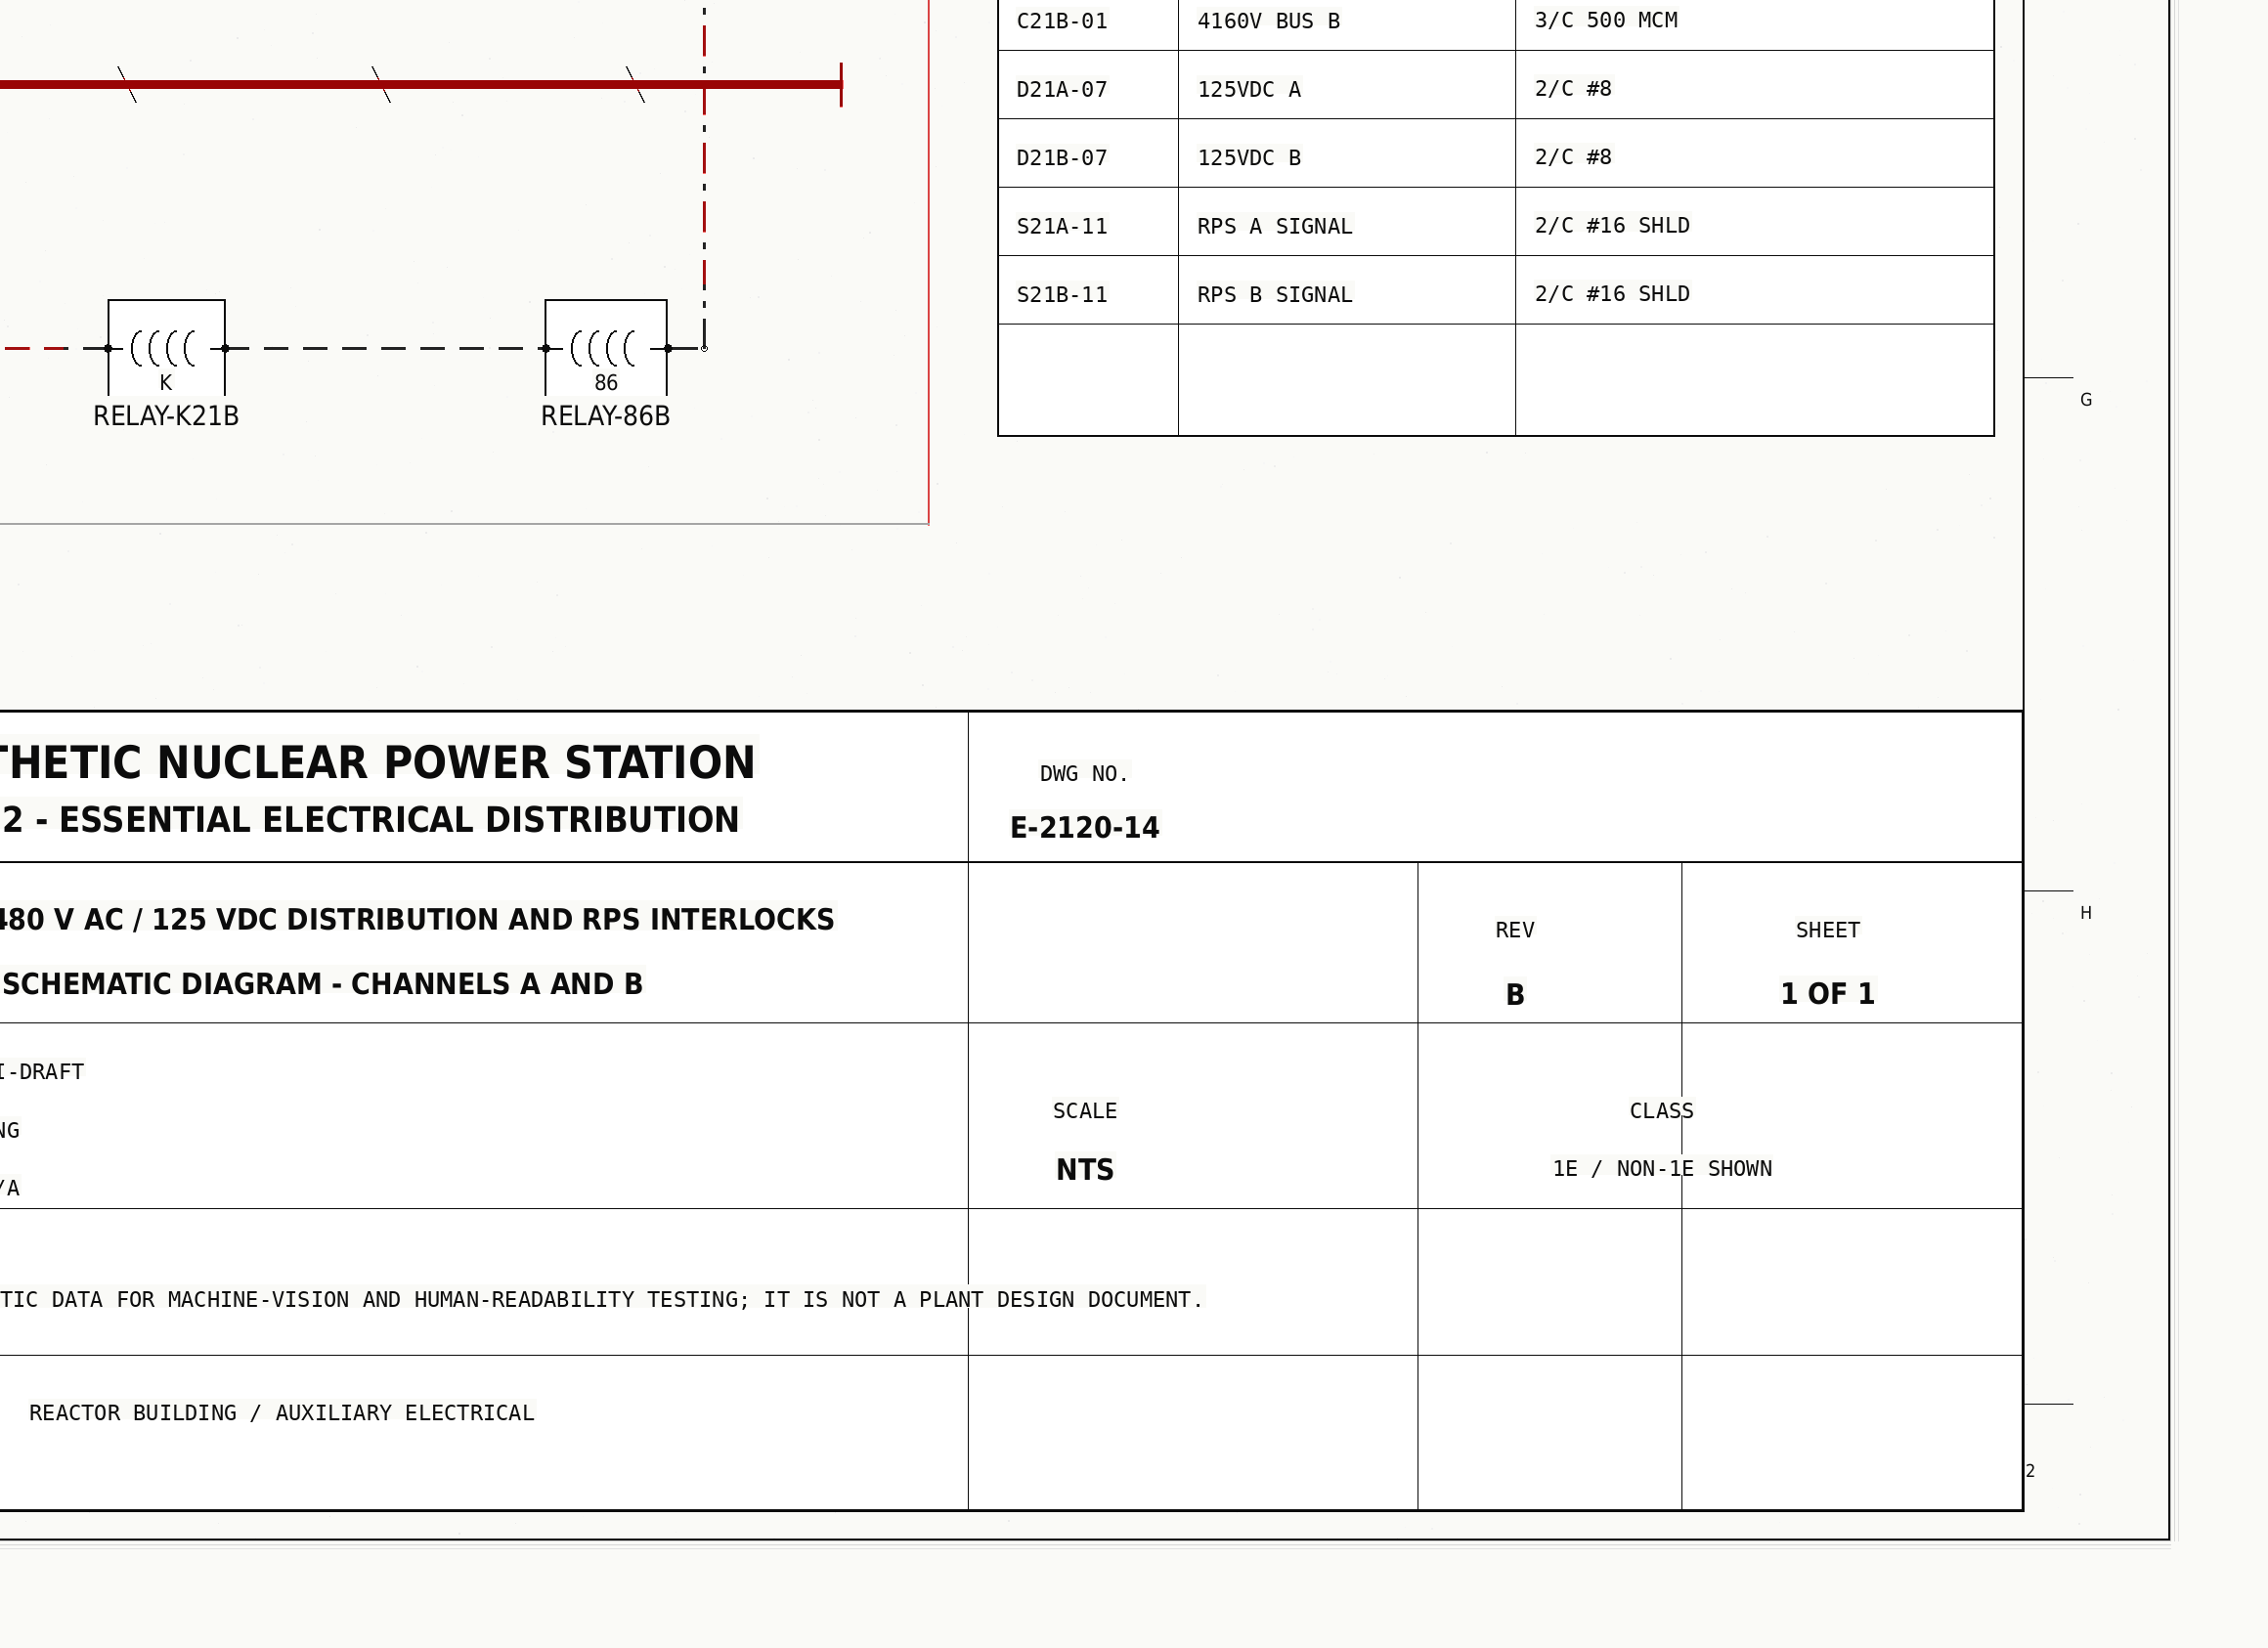 C21B-01 4160V BUS B 3/C 500 MCM
D21A-07 125VDC A 2/C #8
D21B-07 125VDC B 2/C #8
S21A-11 RPS A SIGNAL 2/C #16 SHLD
S21B-11 RPS B SIGNAL 2/C #16 SHLD
K
RELAY-K21B
86
RELAY-86B
G
THETIC NUCLEAR POWER STATION
2 - ESSENTIAL ELECTRICAL DISTRIBUTION
DWG NO.
E-2120-14
480 V AC / 125 VDC DISTRIBUTION AND RPS INTERLOCKS
SCHEMATIC DIAGRAM - CHANNELS A AND B
REV
B
SHEET
1 OF 1
H
I-DRAFT
NG
/A
SCALE
NTS
CLASS
1E / NON-1E SHOWN
TIC DATA FOR MACHINE-VISION AND HUMAN-READABILITY TESTING; IT IS NOT A PLANT DESIGN DOCUMENT.
REACTOR BUILDING / AUXILIARY ELECTRICAL
2